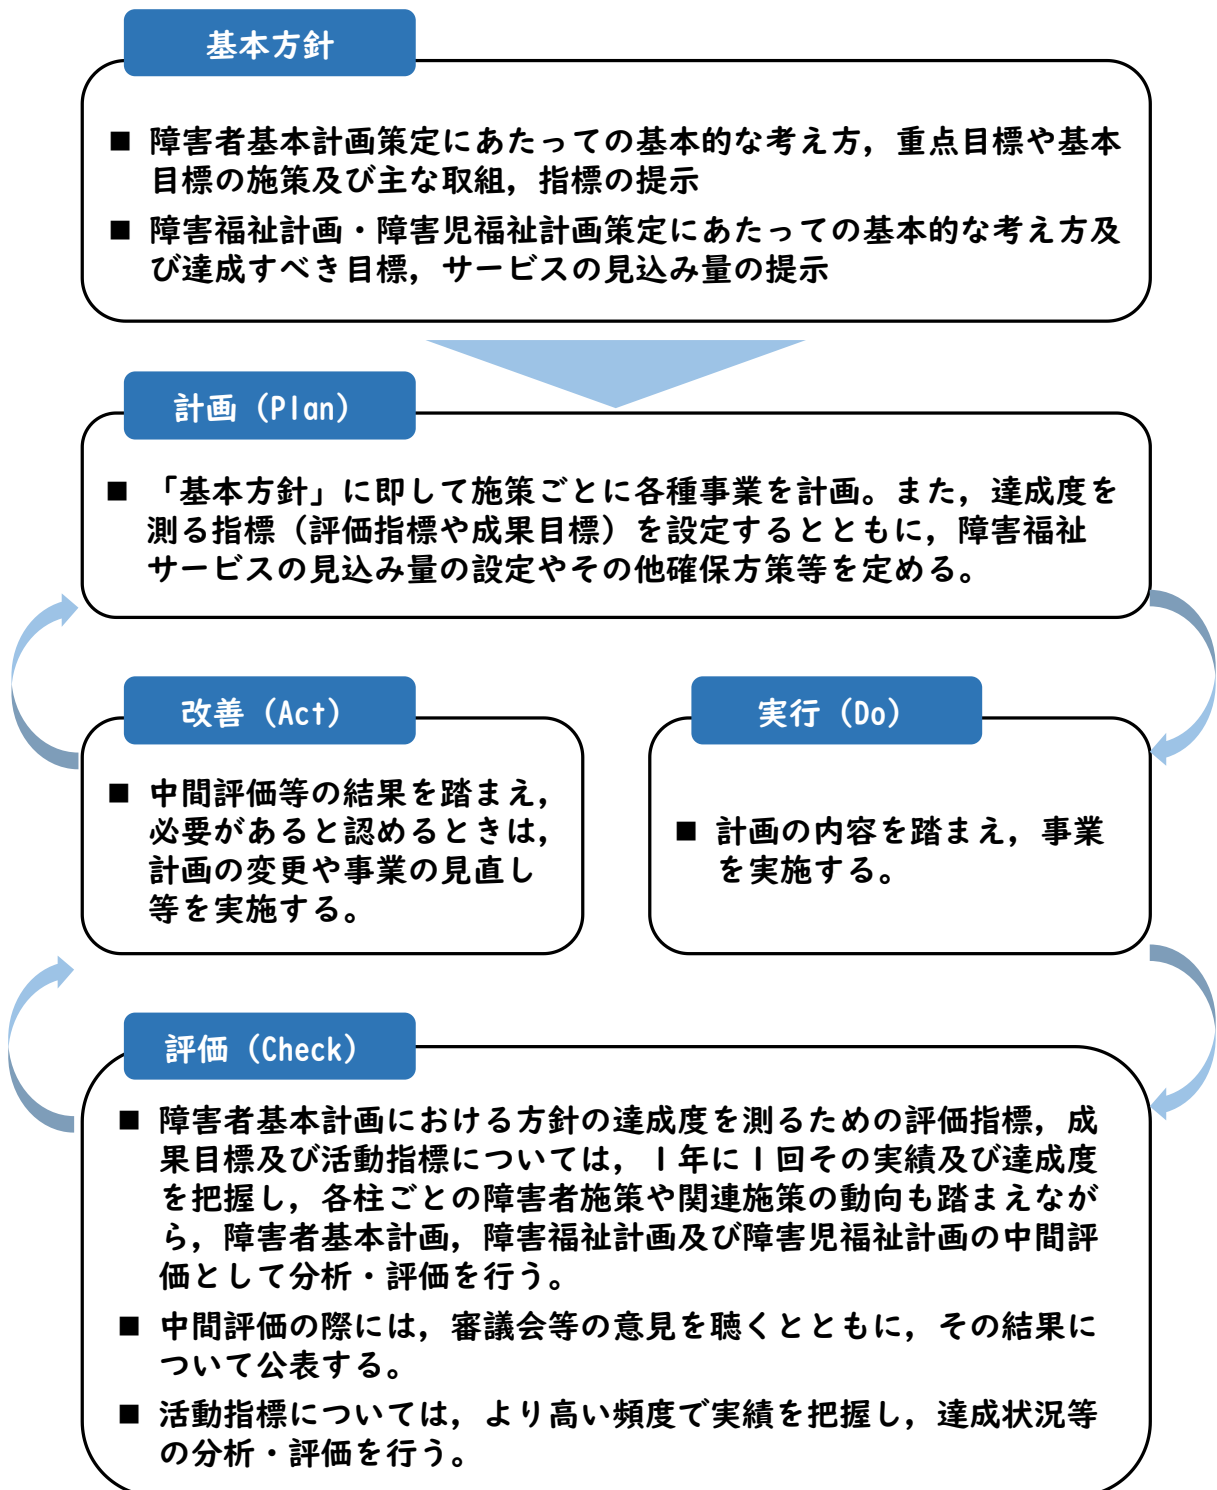 基本方針
■ 障害者基本計画策定にあたっての基本的な考え方，重点目標や基本
目標の施策及び主な取組，指標の提示
■ 障害福祉計画・障害児福祉計画策定にあたっての基本的な考え方及
び達成すべき目標，サービスの見込み量の提示
計画（Plan）
■ 「基本方針」に即して施策ごとに各種事業を計画。また，達成度を
測る指標（評価指標や成果目標）を設定するとともに，障害福祉
サービスの見込み量の設定やその他確保方策等を定める。
改善（Act）
■ 中間評価等の結果を踏まえ，
必要があると認めるときは，
計画の変更や事業の見直し
等を実施する。
実行（Do）
■ 計画の内容を踏まえ，事業
を実施する。
評価（Check）
■ 障害者基本計画における方針の達成度を測るための評価指標，成
果目標及び活動指標については，１年に１回その実績及び達成度
を把握し，各柱ごとの障害者施策や関連施策の動向も踏まえなが
ら，障害者基本計画，障害福祉計画及び障害児福祉計画の中間評
価として分析・評価を行う。
■ 中間評価の際には，審議会等の意見を聴くとともに，その結果に
ついて公表する。
■ 活動指標については，より高い頻度で実績を把握し，達成状況等
の分析・評価を行う。